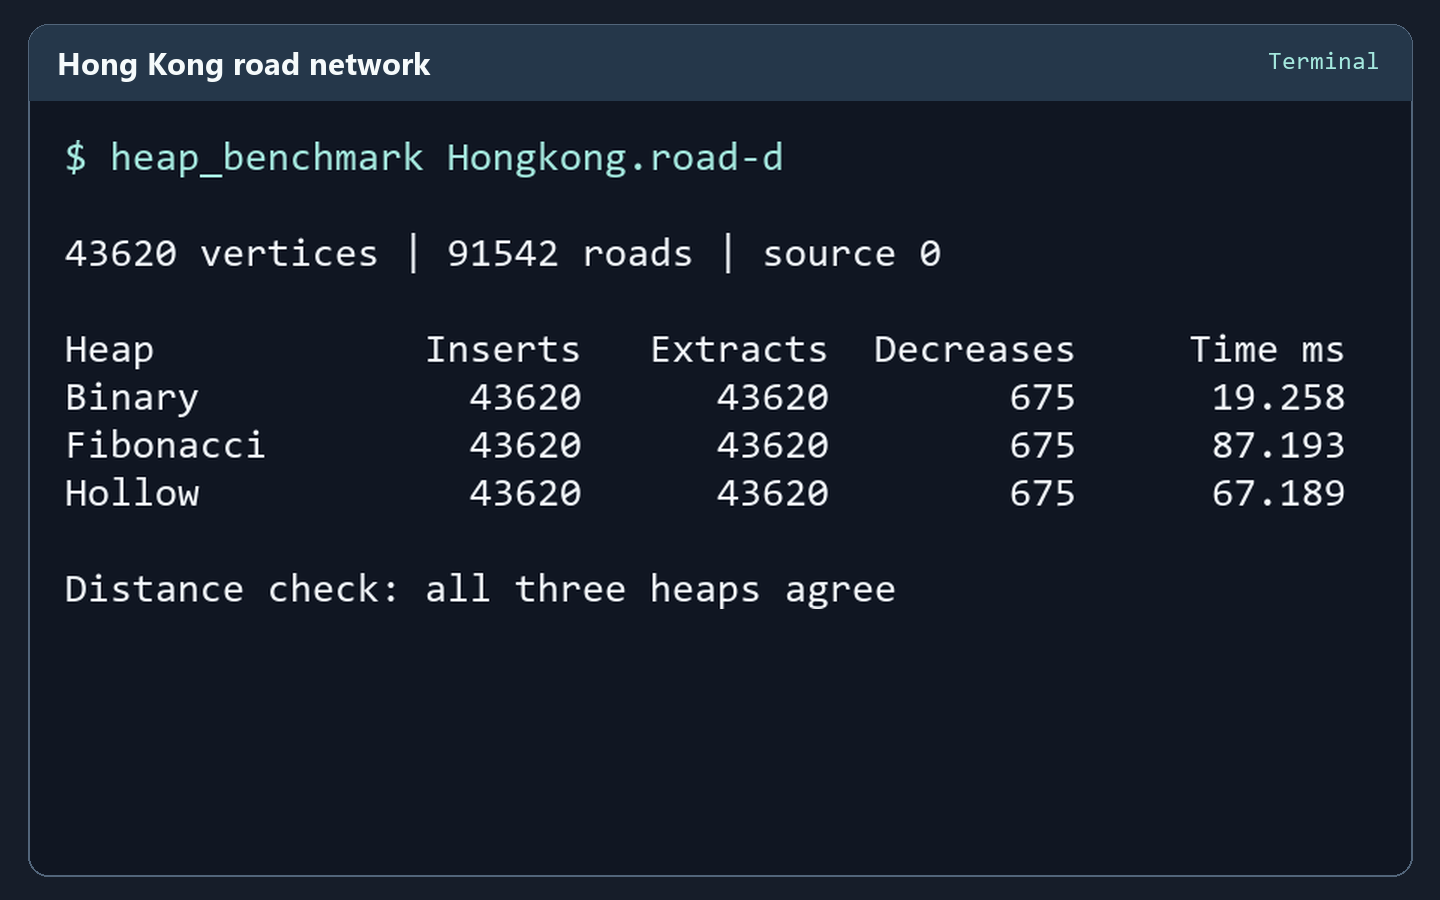 Hong Kong road network
Terminal
$ heap_benchmark Hongkong.road-d
43620 vertices | 91542 roads | source 0
Heap Inserts Extracts Decreases Time ms
Binary 43620 43620 675 19.258
Fibonacci 43620 43620 675 87.193
Hollow 43620 43620 675 67.189
Distance check: all three heaps agree